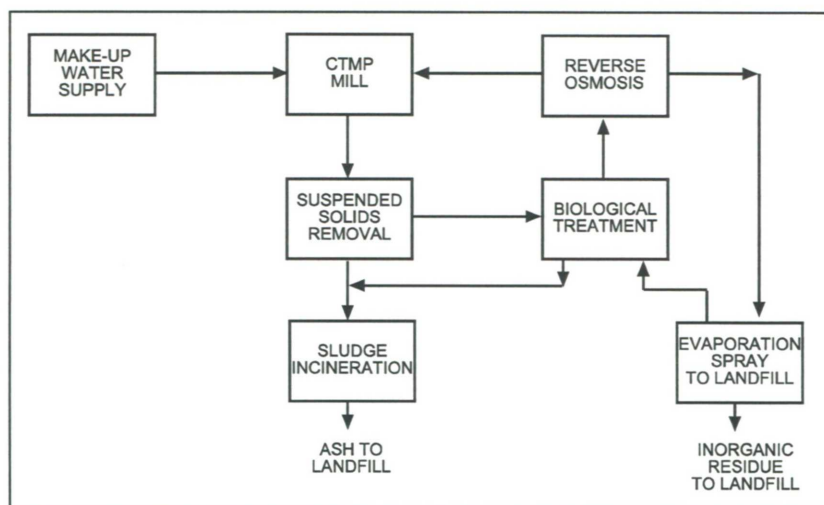 MAKE-UP
WATER
SUPPLY
CTMP
MILL
REVERSE
OSMOSIS
SUSPENDED
SOLIDS
REMOVAL
BIOLOGICAL
TREATMENT
SLUDGE
INCINERATION
EVAPORATION
SPRAY
TO LANDFILL
ASH TO
LANDFILL
INORGANIC
RESIDUE
TO LANDFILL